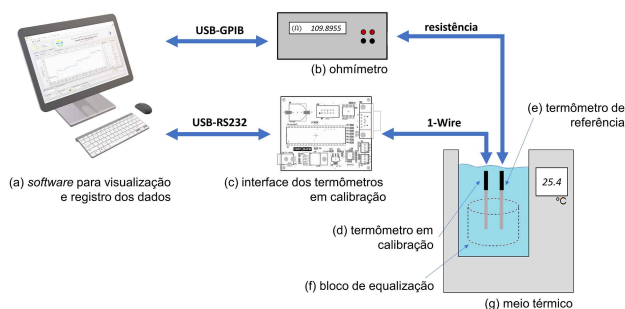 USB-GPIB
(Ω) 109.8955
resistência
(b) ohmímetro
(e) termômetro de
referência
USB-RS232
1-Wire
(a) software para visualização
e registro dos dados
(c) interface dos termômetros
em calibração
25.4
°C
(d) termômetro em
calibração
(f) bloco de equalização
(g) meio térmico